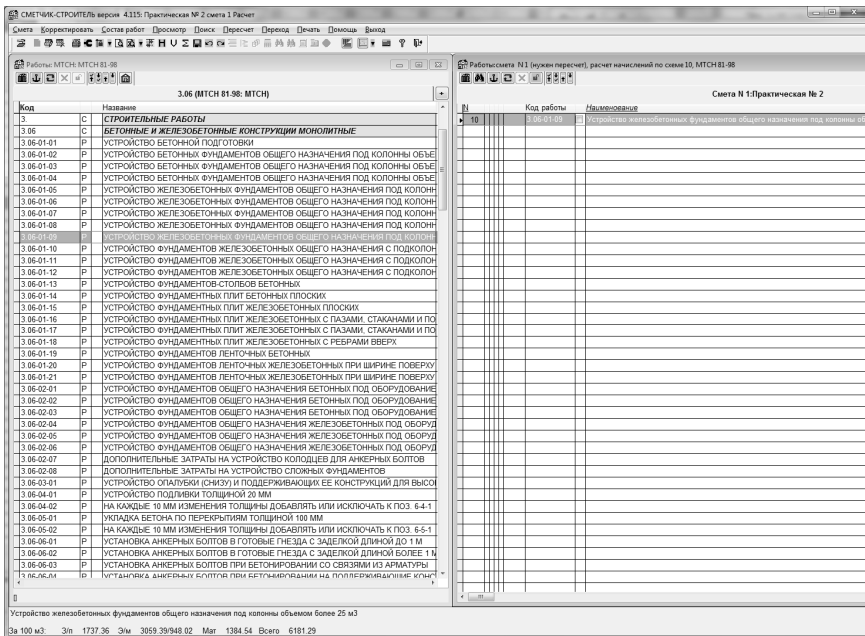 СМЕТЧИК-СТРОИТЕЛЬ версия 4.115: Практическая № 2 смета 1 Расчет
Смета Корректировать Состав работ Просмотр Поиск Пересчет Переход Печать Помощь Выход
Работы: МТСН: МТСН 81-98
3.06 (МТСН 81-98: МТСН)
Код Название
3. С СТРОИТЕЛЬНЫЕ РАБОТЫ
3.06 С БЕТОННЫЕ И ЖЕЛЕЗОБЕТОННЫЕ КОНСТРУКЦИИ МОНОЛИТНЫЕ
3.06-01-01 Р УСТРОЙСТВО БЕТОННОЙ ПОДГОТОВКИ
3.06-01-02 Р УСТРОЙСТВО БЕТОННЫХ ФУНДАМЕНТОВ ОБЩЕГО НАЗНАЧЕНИЯ ПОД КОЛОННЫ ОБЪЕ
3.06-01-03 Р УСТРОЙСТВО БЕТОННЫХ ФУНДАМЕНТОВ ОБЩЕГО НАЗНАЧЕНИЯ ПОД КОЛОННЫ ОБЪЕ
3.06-01-04 Р УСТРОЙСТВО БЕТОННЫХ ФУНДАМЕНТОВ ОБЩЕГО НАЗНАЧЕНИЯ ПОД КОЛОННЫ ОБЪЕ
3.06-01-05 Р УСТРОЙСТВО ЖЕЛЕЗОБЕТОННЫХ ФУНДАМЕНТОВ ОБЩЕГО НАЗНАЧЕНИЯ ПОД КОЛОНН
3.06-01-06 Р УСТРОЙСТВО ЖЕЛЕЗОБЕТОННЫХ ФУНДАМЕНТОВ ОБЩЕГО НАЗНАЧЕНИЯ ПОД КОЛОНН
3.06-01-07 Р УСТРОЙСТВО ЖЕЛЕЗОБЕТОННЫХ ФУНДАМЕНТОВ ОБЩЕГО НАЗНАЧЕНИЯ ПОД КОЛОНН
3.06-01-08 Р УСТРОЙСТВО ЖЕЛЕЗОБЕТОННЫХ ФУНДАМЕНТОВ ОБЩЕГО НАЗНАЧЕНИЯ ПОД КОЛОНН
3.06-01-09 Р УСТРОЙСТВО ЖЕЛЕЗОБЕТОННЫХ ФУНДАМЕНТОВ ОБЩЕГО НАЗНАЧЕНИЯ ПОД КОЛОНН
3.06-01-10 Р УСТРОЙСТВО ФУНДАМЕНТОВ ЖЕЛЕЗОБЕТОННЫХ ОБЩЕГО НАЗНАЧЕНИЯ С ПОДКОЛОН
3.06-01-11 Р УСТРОЙСТВО ФУНДАМЕНТОВ ЖЕЛЕЗОБЕТОННЫХ ОБЩЕГО НАЗНАЧЕНИЯ С ПОДКОЛОН
3.06-01-12 Р УСТРОЙСТВО ФУНДАМЕНТОВ ЖЕЛЕЗОБЕТОННЫХ ОБЩЕГО НАЗНАЧЕНИЯ С ПОДКОЛОН
3.06-01-13 Р УСТРОЙСТВО ФУНДАМЕНТОВ-СТОЛБОВ БЕТОННЫХ
3.06-01-14 Р УСТРОЙСТВО ФУНДАМЕНТНЫХ ПЛИТ БЕТОННЫХ ПЛОСКИХ
3.06-01-15 Р УСТРОЙСТВО ФУНДАМЕНТНЫХ ПЛИТ ЖЕЛЕЗОБЕТОННЫХ ПЛОСКИХ
3.06-01-16 Р УСТРОЙСТВО ФУНДАМЕНТНЫХ ПЛИТ ЖЕЛЕЗОБЕТОННЫХ С ПАЗАМИ, СТАКАНАМИ И ПО
3.06-01-17 Р УСТРОЙСТВО ФУНДАМЕНТНЫХ ПЛИТ ЖЕЛЕЗОБЕТОННЫХ С ПАЗАМИ, СТАКАНАМИ И ПО
3.06-01-18 Р УСТРОЙСТВО ФУНДАМЕНТНЫХ ПЛИТ ЖЕЛЕЗОБЕТОННЫХ С РЕБРАМИ ВВЕРХ
3.06-01-19 Р УСТРОЙСТВО ФУНДАМЕНТОВ ЛЕНТОЧНЫХ БЕТОННЫХ
3.06-01-20 Р УСТРОЙСТВО ФУНДАМЕНТОВ ЛЕНТОЧНЫХ ЖЕЛЕЗОБЕТОННЫХ ПРИ ШИРИНЕ ПОВЕРХУ
3.06-01-21 Р УСТРОЙСТВО ФУНДАМЕНТОВ ЛЕНТОЧНЫХ ЖЕЛЕЗОБЕТОННЫХ ПРИ ШИРИНЕ ПОВЕРХУ
3.06-02-01 Р УСТРОЙСТВО ФУНДАМЕНТОВ ОБЩЕГО НАЗНАЧЕНИЯ БЕТОННЫХ ПОД ОБОРУДОВАНИЕ
3.06-02-02 Р УСТРОЙСТВО ФУНДАМЕНТОВ ОБЩЕГО НАЗНАЧЕНИЯ БЕТОННЫХ ПОД ОБОРУДОВАНИЕ
3.06-02-03 Р УСТРОЙСТВО ФУНДАМЕНТОВ ОБЩЕГО НАЗНАЧЕНИЯ БЕТОННЫХ ПОД ОБОРУДОВАНИЕ
3.06-02-04 Р УСТРОЙСТВО ФУНДАМЕНТОВ ОБЩЕГО НАЗНАЧЕНИЯ ЖЕЛЕЗОБЕТОННЫХ ПОД ОБОРУД
3.06-02-05 Р УСТРОЙСТВО ФУНДАМЕНТОВ ОБЩЕГО НАЗНАЧЕНИЯ ЖЕЛЕЗОБЕТОННЫХ ПОД ОБОРУД
3.06-02-06 Р УСТРОЙСТВО ФУНДАМЕНТОВ ОБЩЕГО НАЗНАЧЕНИЯ ЖЕЛЕЗОБЕТОННЫХ ПОД ОБОРУД
3.06-02-07 Р ДОПОЛНИТЕЛЬНЫЕ ЗАТРАТЫ НА УСТРОЙСТВО КОЛОДЦЕВ ДЛЯ АНКЕРНЫХ БОЛТОВ
3.06-02-08 Р ДОПОЛНИТЕЛЬНЫЕ ЗАТРАТЫ НА УСТРОЙСТВО СЛОЖНЫХ ФУНДАМЕНТОВ
3.06-03-01 Р УСТРОЙСТВО ОПАЛУБКИ (СНИЗУ) И ПОДДЕРЖИВАЮЩИХ ЕЕ КОНСТРУКЦИЙ ДЛЯ ВЫСО
3.06-04-01 Р УСТРОЙСТВО ПОДЛИВКИ ТОЛЩИНОЙ 20 ММ
3.06-04-02 Р НА КАЖДЫЕ 10 ММ ИЗМЕНЕНИЯ ТОЛЩИНЫ ДОБАВЛЯТЬ ИЛИ ИСКЛЮЧАТЬ К ПОЗ. 6-4-1
3.06-05-01 Р УКЛАДКА БЕТОНА ПО ПЕРЕКРЫТИЯМ ТОЛЩИНОЙ 100 ММ
3.06-05-02 Р НА КАЖДЫЕ 10 ММ ИЗМЕНЕНИЯ ТОЛЩИНЫ ДОБАВЛЯТЬ ИЛИ ИСКЛЮЧАТЬ К ПОЗ. 6-5-1
3.06-06-01 Р УСТАНОВКА АНКЕРНЫХ БОЛТОВ В ГОТОВЫЕ ГНЕЗДА С ЗАДЕЛКОЙ ДЛИНОЙ ДО 1 М
3.06-06-02 Р УСТАНОВКА АНКЕРНЫХ БОЛТОВ В ГОТОВЫЕ ГНЕЗДА С ЗАДЕЛКОЙ ДЛИНОЙ БОЛЕЕ 1 М
3.06-06-03 Р УСТАНОВКА АНКЕРНЫХ БОЛТОВ ПРИ БЕТОНИРОВАНИИ СО СВЯЗЯМИ ИЗ АРМАТУРЫ
3.06-06-04 Р УСТАНОВКА АНКЕРНЫХ БОЛТОВ ПРИ БЕТОНИРОВАНИИ НА ПОДДЕРЖИВАЮЩИЕ КОНС
Работы:смета N 1 (нужен пересчет), расчет начислений по схеме 10, МТСН 81-98
Смета N 1:Практическая № 2
N Код работы Наименование
10 3.06-01-09 Устройство железобетонных фундаментов общего назначения под колонны об
Устройство железобетонных фундаментов общего назначения под колонны объемом более 25 м3
За 100 м3: З/п 1737.36 Э/м 3059.39/948.02 Мат 1384.54 Всего 6181.29